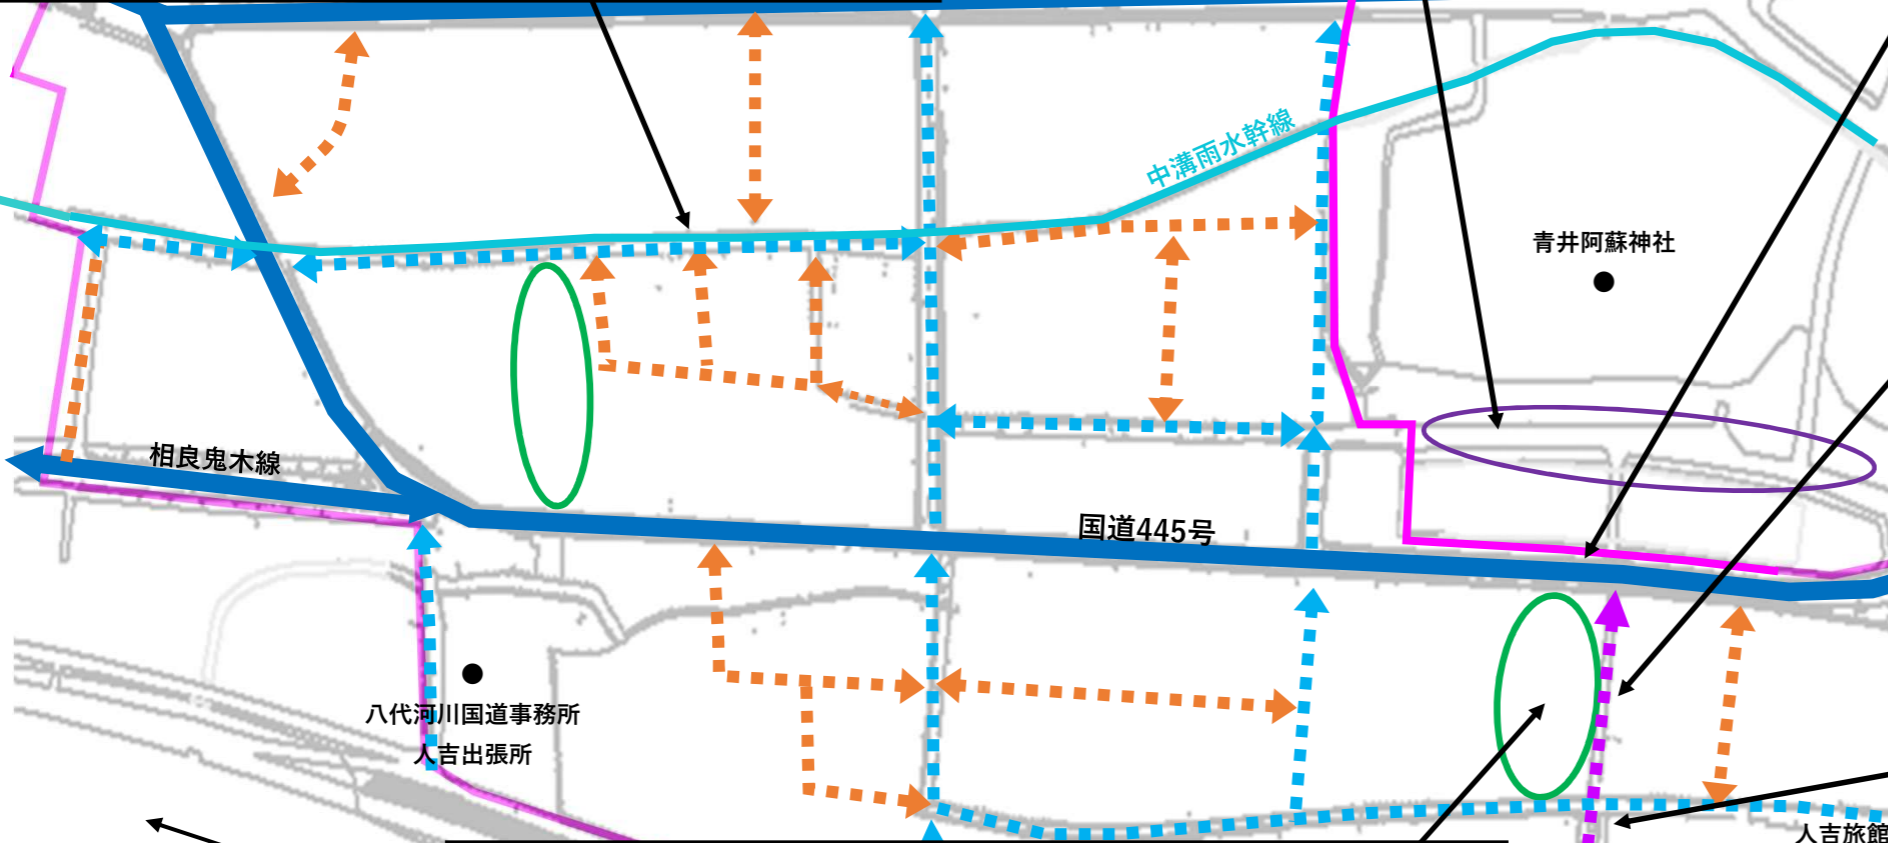 中溝雨水幹線
青井阿蘇神社
相良鬼木線
国道445号
八代河川国道事務所
人吉出張所
人吉旅館